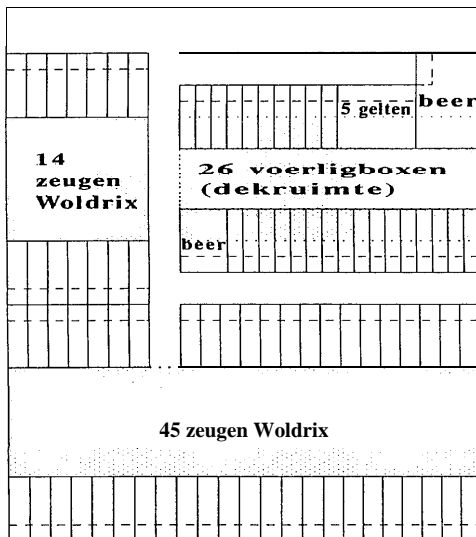 5 gelten
beer
14
zeugen
Woldrix
26 voerligboxen
(dekruimte)
beer
45 zeugen Woldrix